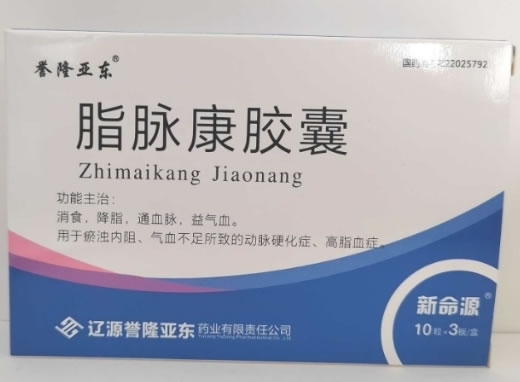 誉隆亚东®
国药准字Z22025792
脂脉康胶囊
Zhimaikang Jiaonang
功能主治:
消食，降脂，通血脉，益气血。
用于瘀浊内阻、气血不足所致的动脉硬化症、高脂血症。
新命源®
10粒×3板/盒
辽源誉隆亚东 药业有限责任公司